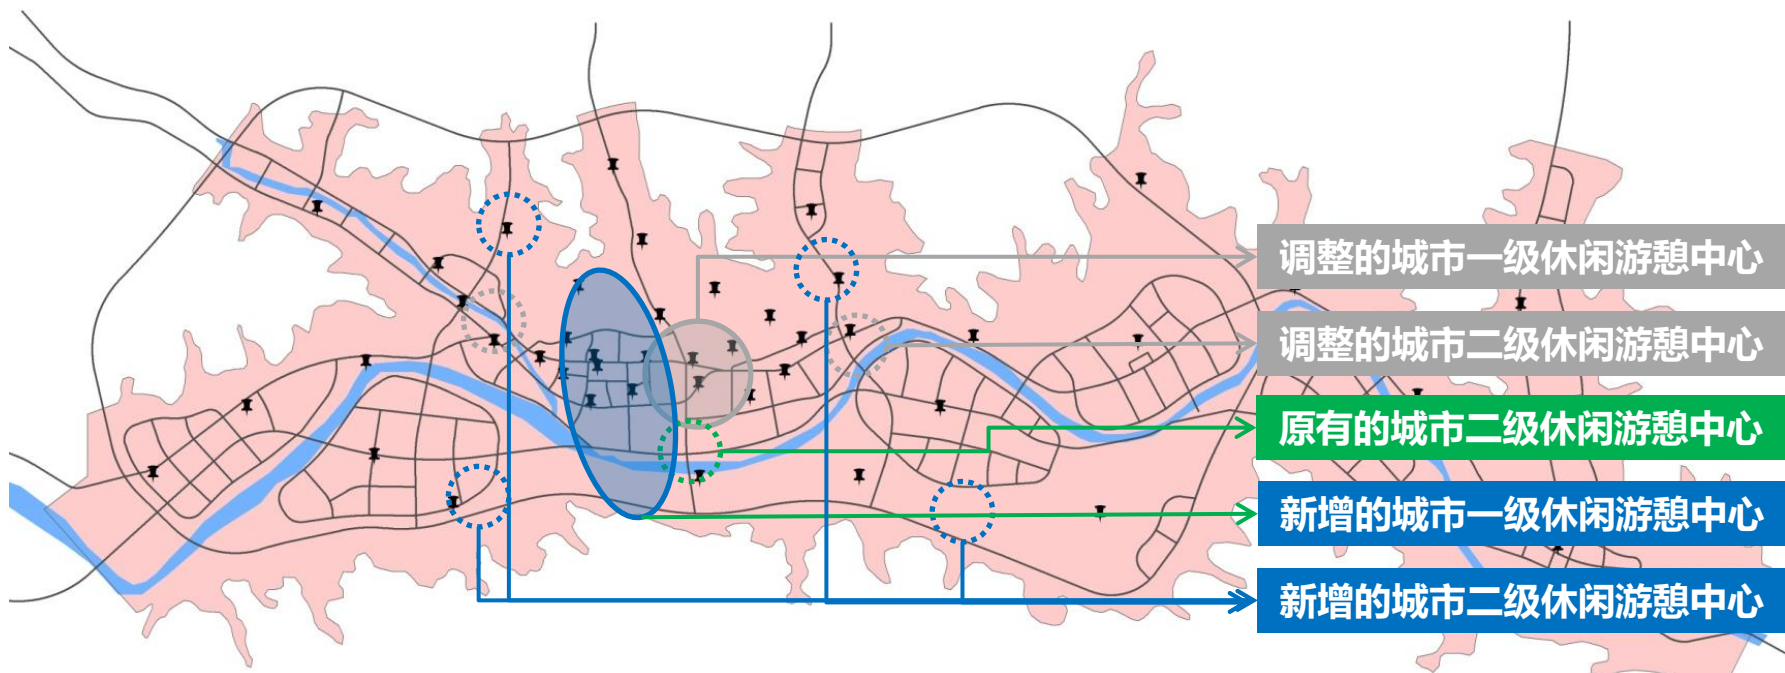 调整的城市一级休闲游憩中心
调整的城市二级休闲游憩中心
原有的城市二级休闲游憩中心
新增的城市一级休闲游憩中心
新增的城市二级休闲游憩中心